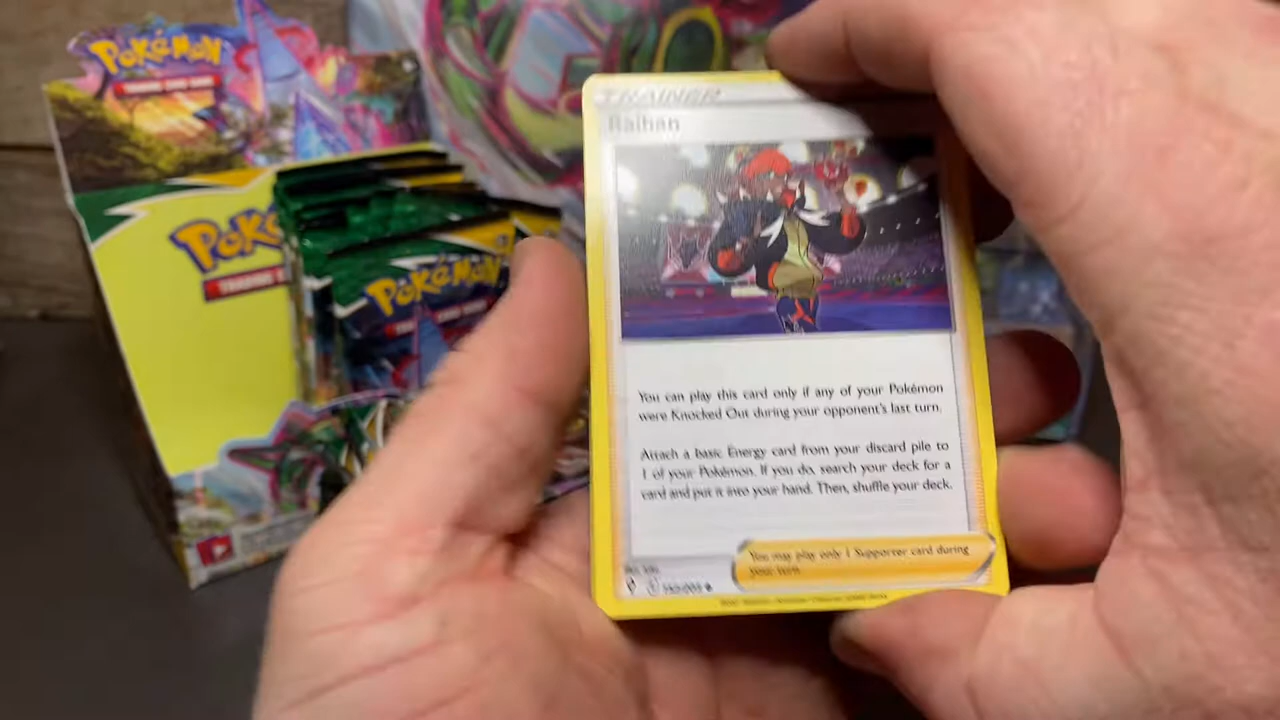 POKéMON
POKéMON
TRAINER
Raihan
You can play this card only if any of your Pokémon
were Knocked Out during your opponent's last turn.
Attach a basic Energy card from your discard pile to
1 of your Pokémon. If you do, search your deck for a
card and put it into your hand. Then, shuffle your deck.
You may play only 1 Supporter card during
your turn.